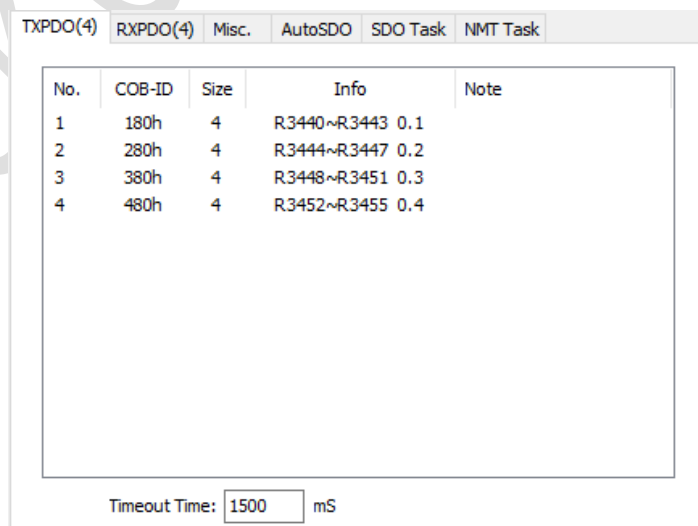 TXPDO(4) RXPDO(4) Misc. AutoSDO SDO Task NMT Task
No. COB-ID Size Info Note
1 180h 4 R3440~R3443 0.1
2 280h 4 R3444~R3447 0.2
3 380h 4 R3448~R3451 0.3
4 480h 4 R3452~R3455 0.4
Timeout Time: 1500 mS